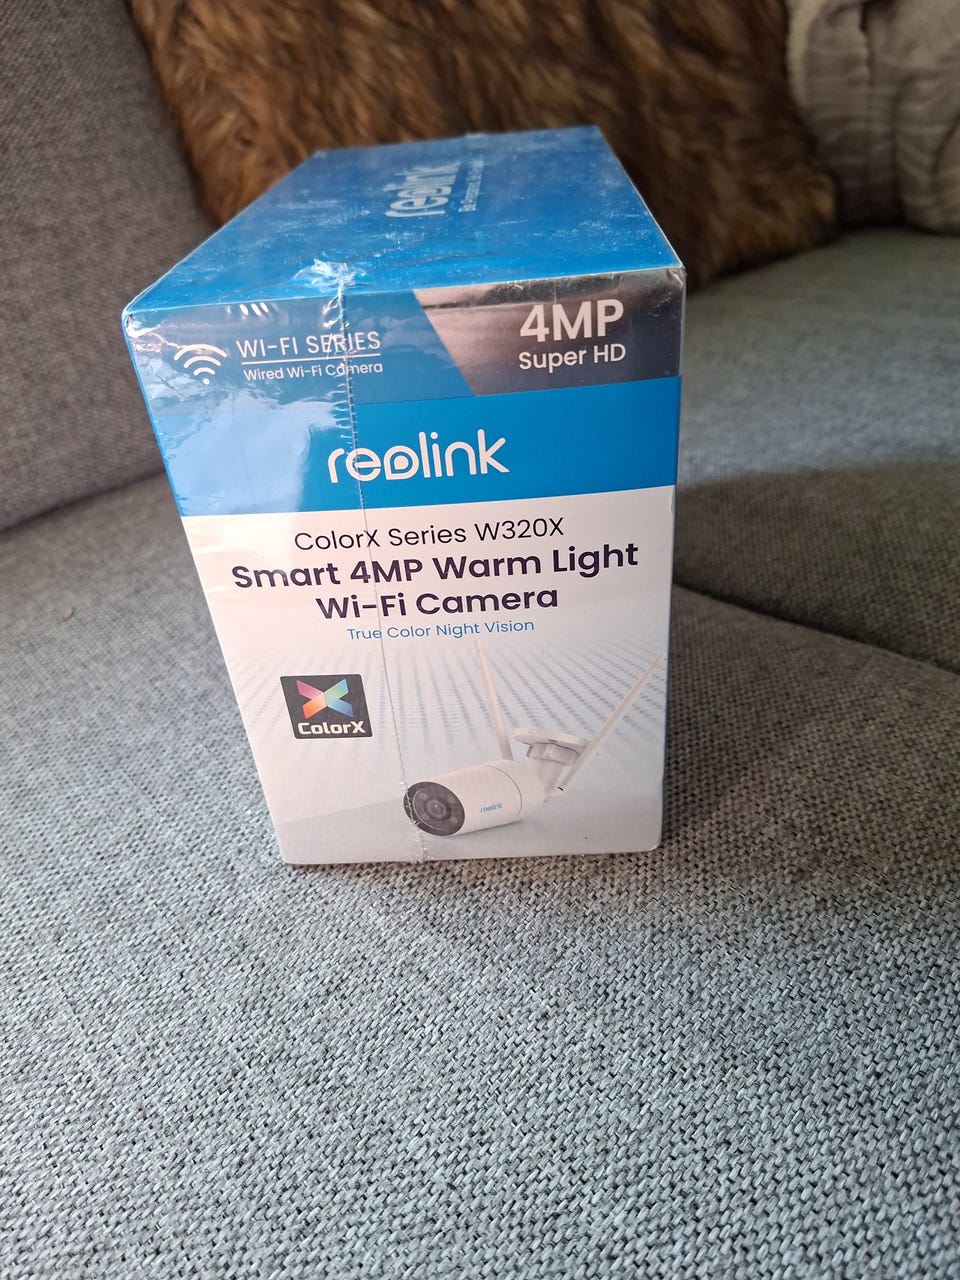 reolink
WI-FI SERIES
Wired Wi-Fi Camera
4MP
Super HD
reolink
ColorX Series W320X
Smart 4MP Warm Light
Wi-Fi Camera
True Color Night Vision
ColorX
reolink